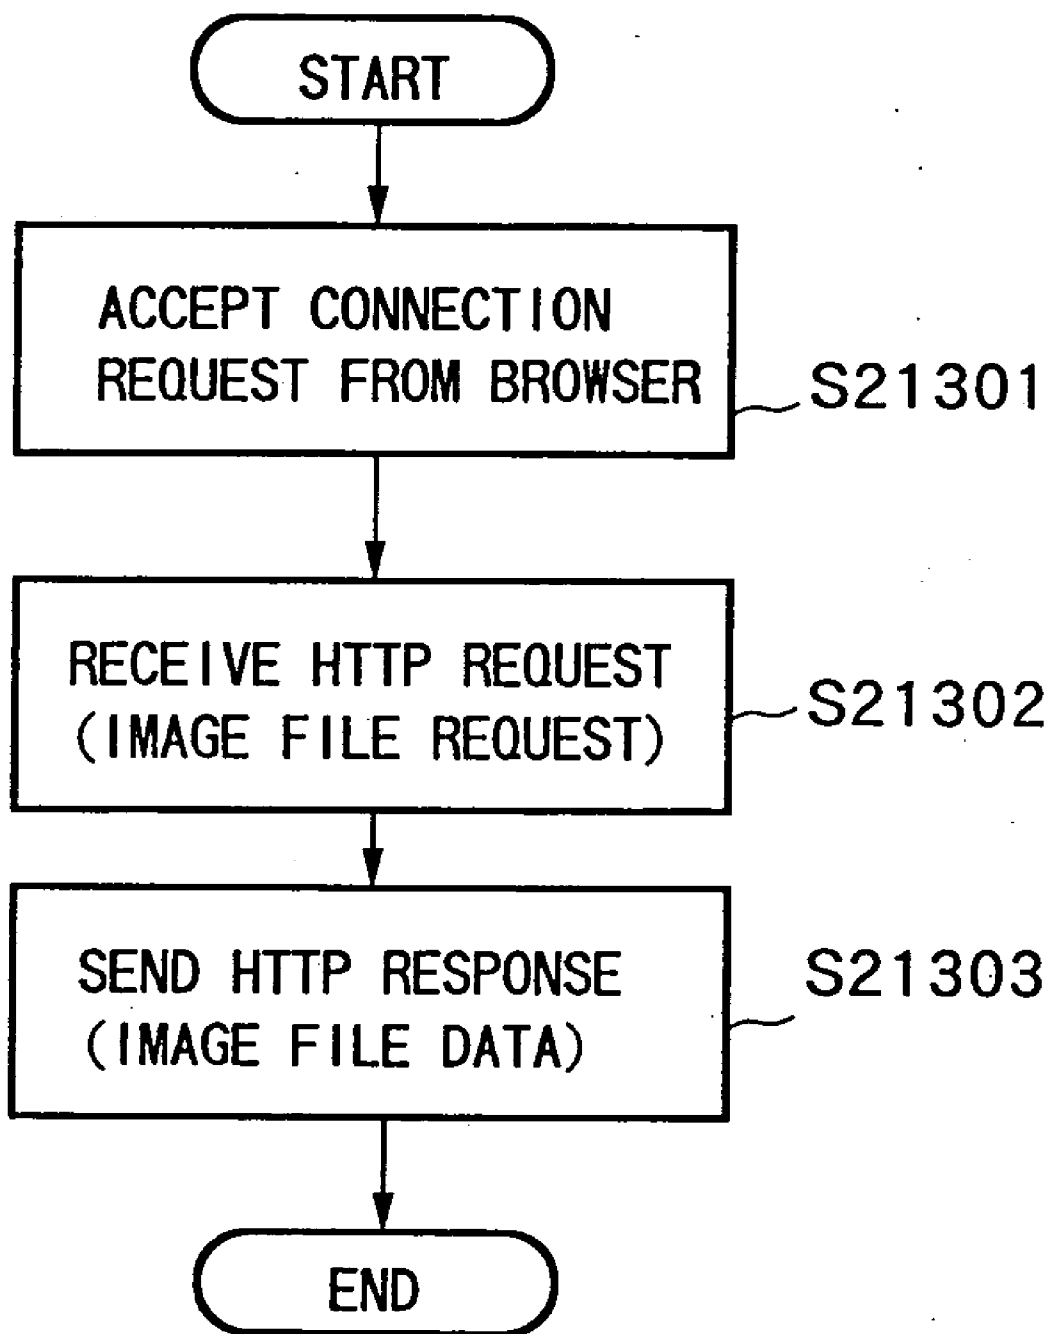 START
ACCEPT CONNECTION
REQUEST FROM BROWSER
S21301
RECEIVE HTTP REQUEST
(IMAGE FILE REQUEST)
S21302
SEND HTTP RESPONSE
(IMAGE FILE DATA)
S21303
END